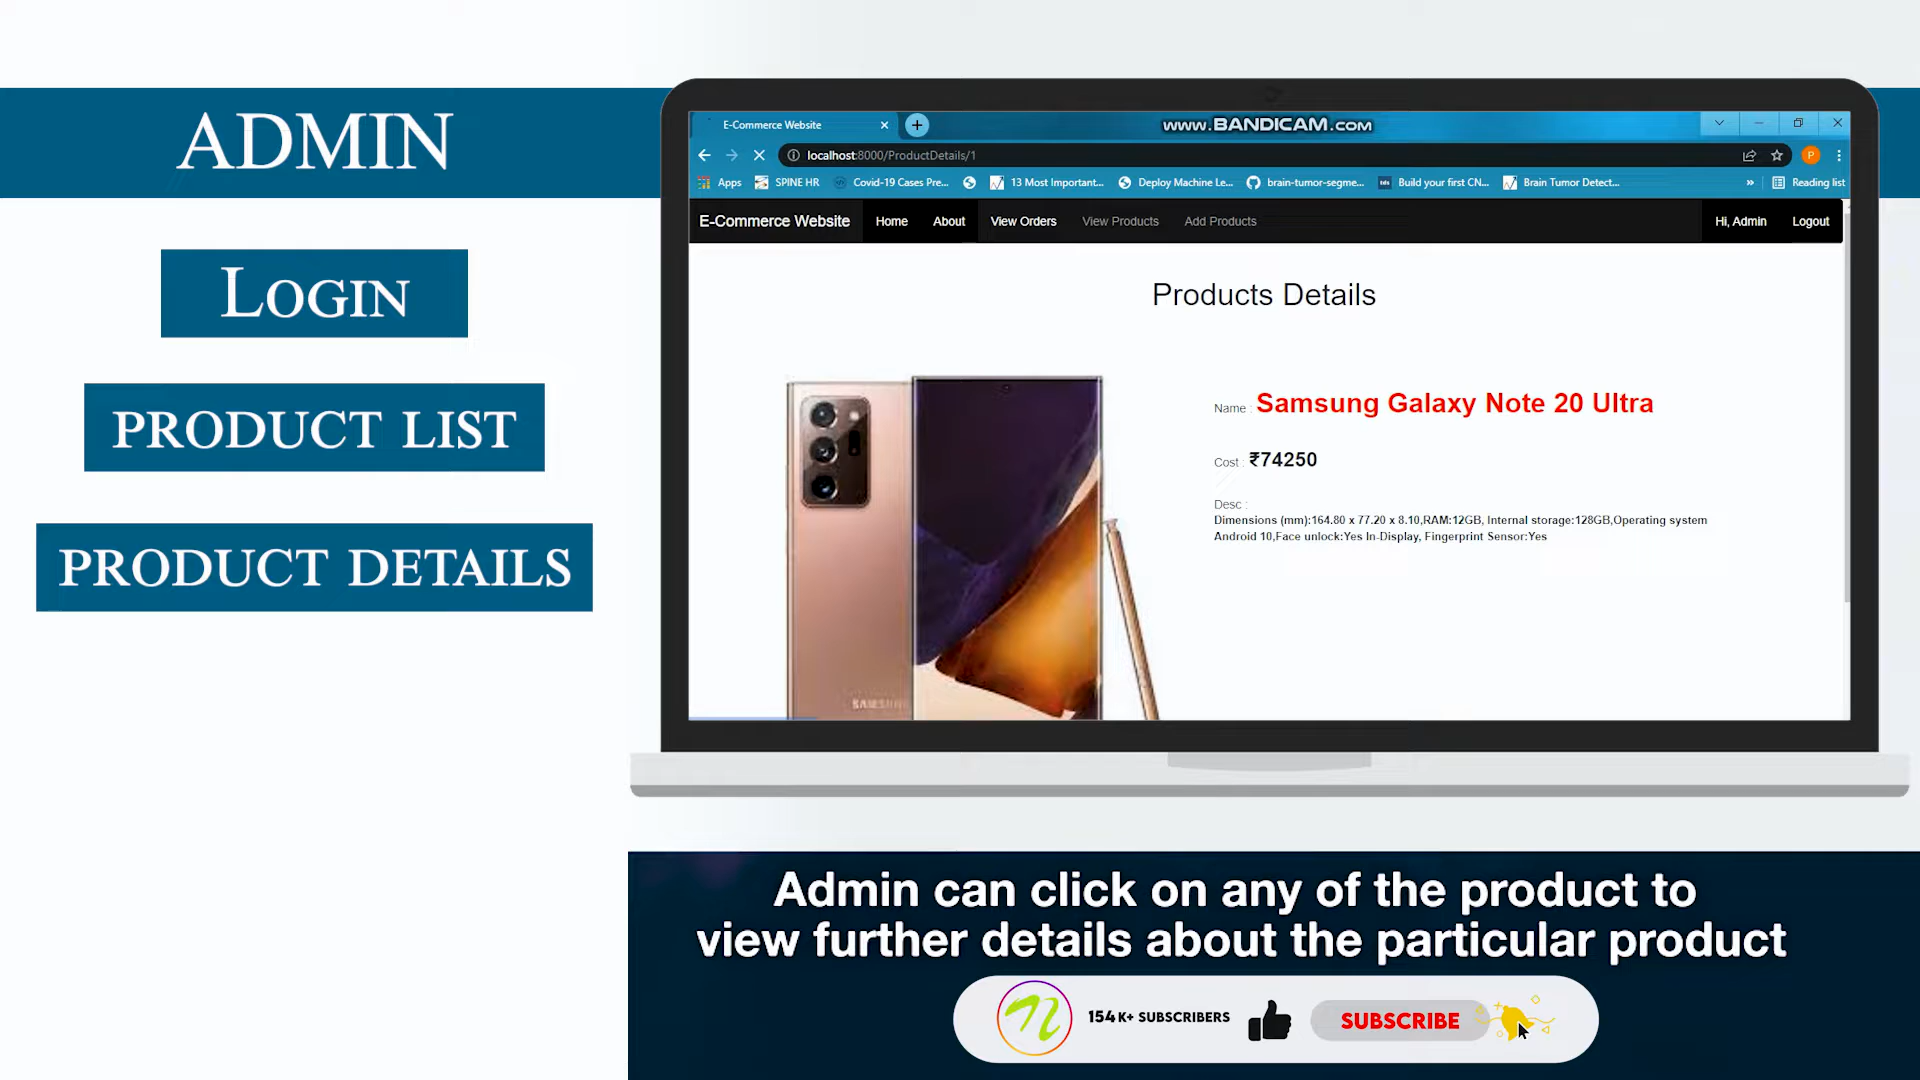 ADMIN
LOGIN
PRODUCT LIST
PRODUCT DETAILS
E-Commerce Website
www.BANDICAM.com
localhost:8000/ProductDetails/1
P
Apps SPINE HR Covid-19 Cases Pre... 13 Most Important... Deploy Machine Le... brain-tumor-segme... Build your first CN... Brain Tumor Detect... » Reading list
E-Commerce Website Home About View Orders View Products Add Products Hi, Admin Logout
Products Details
Name : Samsung Galaxy Note 20 Ultra
Cost : ₹74250
Desc :
Dimensions (mm):164.80 x 77.20 x 8.10,RAM:12GB, Internal storage:128GB,Operating system
Android 10,Face unlock:Yes In-Display, Fingerprint Sensor:Yes
SAMSUNG
Admin can click on any of the product to
view further details about the particular product
154K+ SUBSCRIBERS SUBSCRIBE